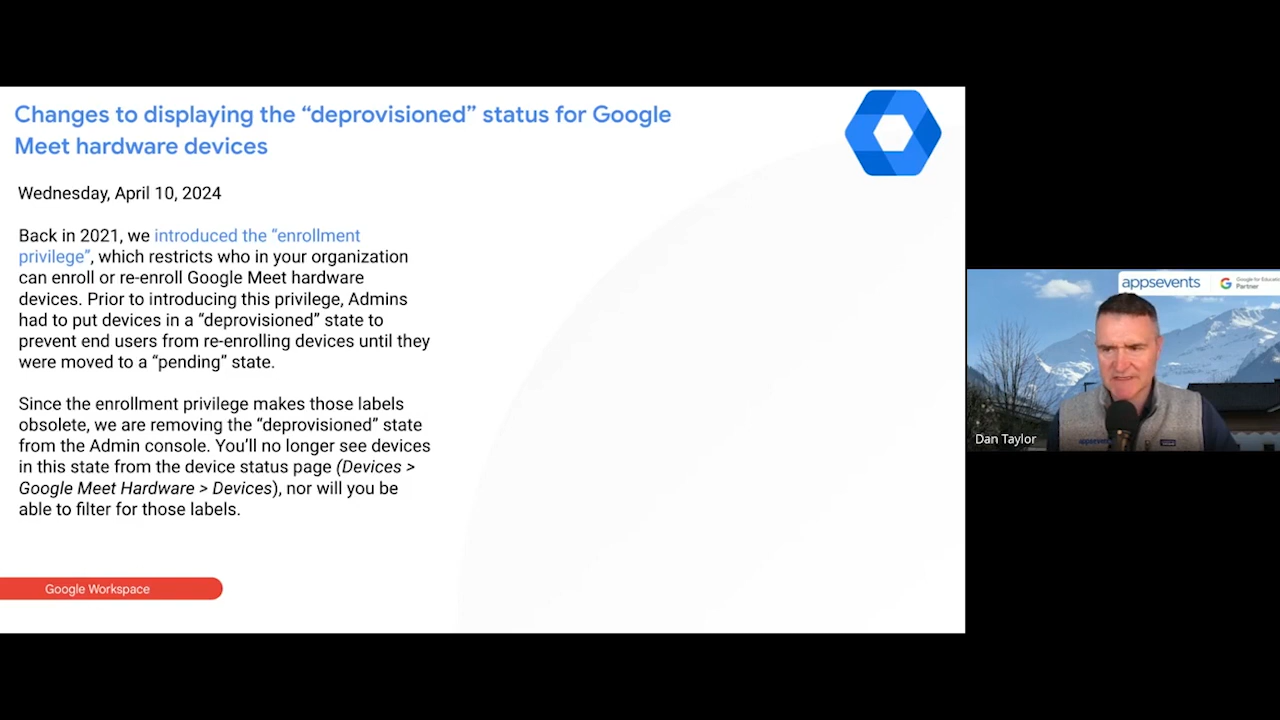 Changes to displaying the “deprovisioned” status for Google
Meet hardware devices
Wednesday, April 10, 2024
Back in 2021, we introduced the “enrollment
privilege”, which restricts who in your organization
can enroll or re-enroll Google Meet hardware
devices. Prior to introducing this privilege, Admins
had to put devices in a “deprovisioned” state to
prevent end users from re-enrolling devices until they
were moved to a “pending” state.
Since the enrollment privilege makes those labels
obsolete, we are removing the “deprovisioned” state
from the Admin console. You’ll no longer see devices
in this state from the device status page (Devices >
Google Meet Hardware > Devices), nor will you be
able to filter for those labels.
Google Workspace
appsevents
Google for
Partner
Dan Taylor
appsevents